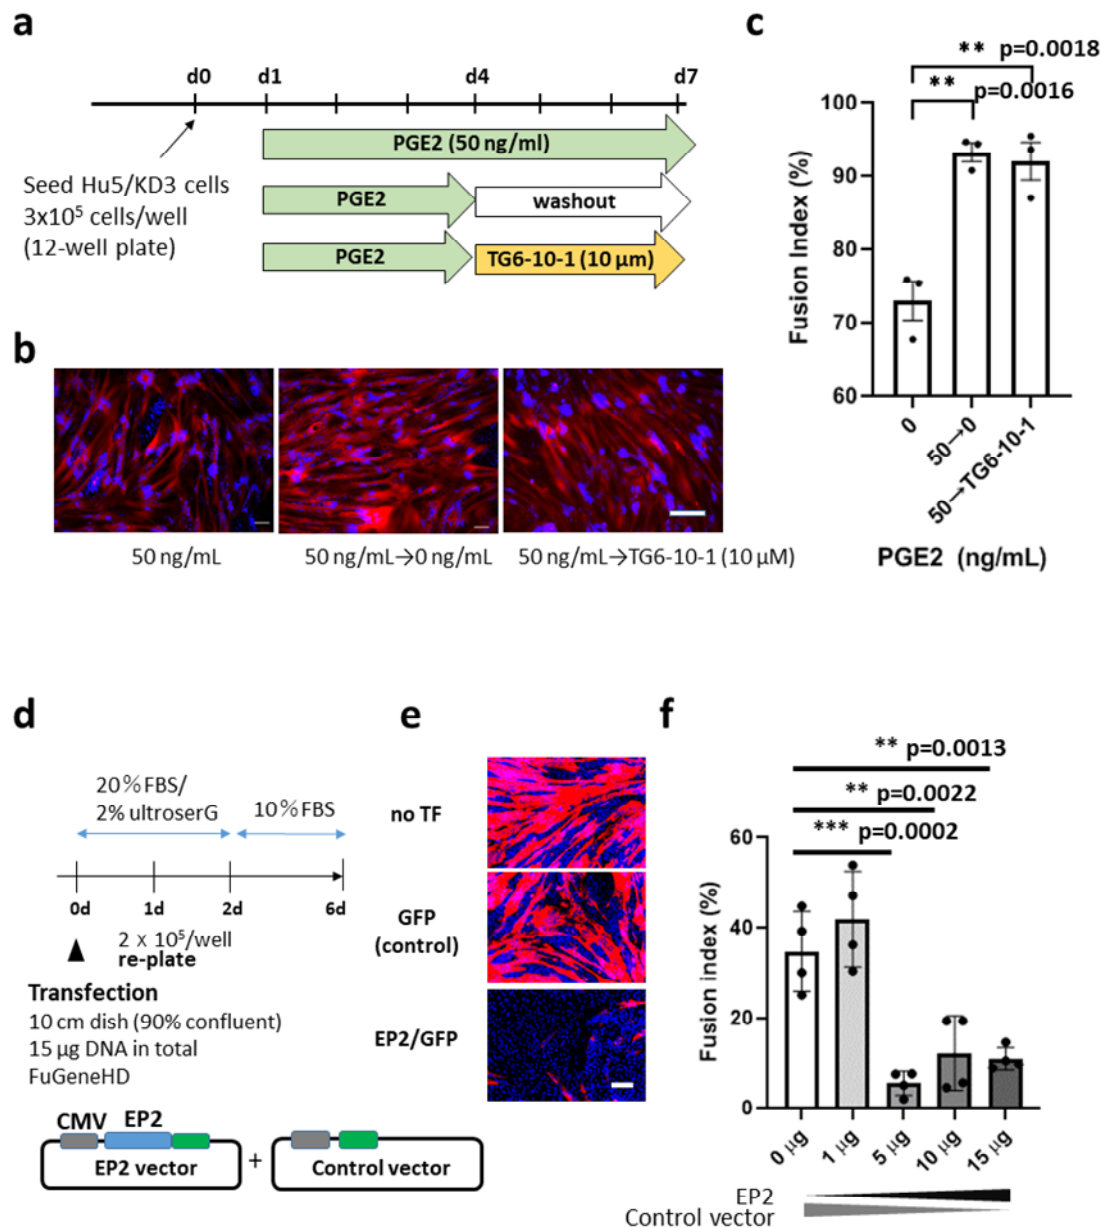 a
d0
d1
d4
d7
PGE2 (50 ng/ml)
PGE2
washout
PGE2
TG6-10-1 (10 µm)
Seed Hu5/KD3 cells
3x10⁵ cells/well
(12-well plate)
b
50 ng/mL
50 ng/mL→0 ng/mL
50 ng/mL→TG6-10-1 (10 µM)
c
** p=0.0018
** p=0.0016
Fusion Index (%)
100
90
80
70
60
0
50→0
50→TG6-10-1
PGE2 (ng/mL)
d
20%FBS/
2% ultroserG
10%FBS
0d
1d
2d
6d
2 x 10⁵/well
re-plate
Transfection
10 cm dish (90% confluent)
15 µg DNA in total
FuGeneHD
CMV
EP2
EP2 vector
+
Control vector
e
no TF
GFP
(control)
EP2/GFP
f
** p=0.0013
** p=0.0022
*** p=0.0002
Fusion index (%)
60
40
20
0
0 µg
1 µg
5 µg
10 µg
15 µg
EP2
Control vector